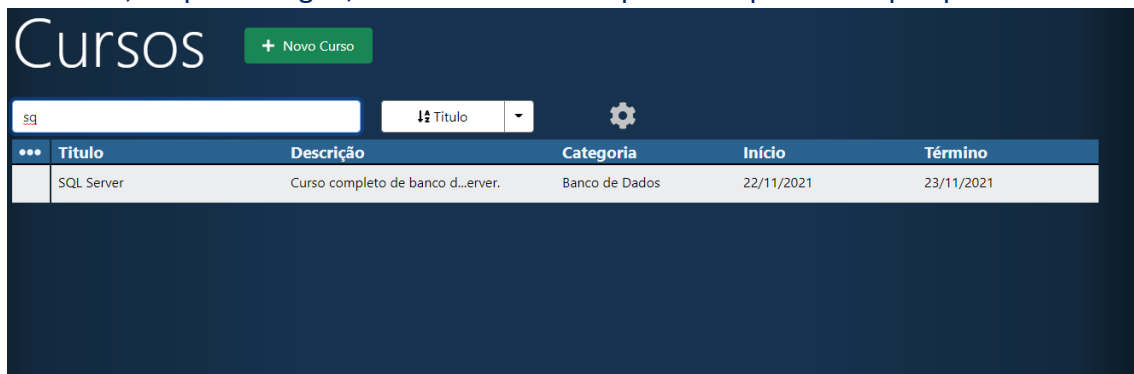 Cursos
+ Novo Curso
sq
Titulo
••• Titulo Descrição Categoria Início Término
SQL Server Curso completo de banco d...erver. Banco de Dados 22/11/2021 23/11/2021